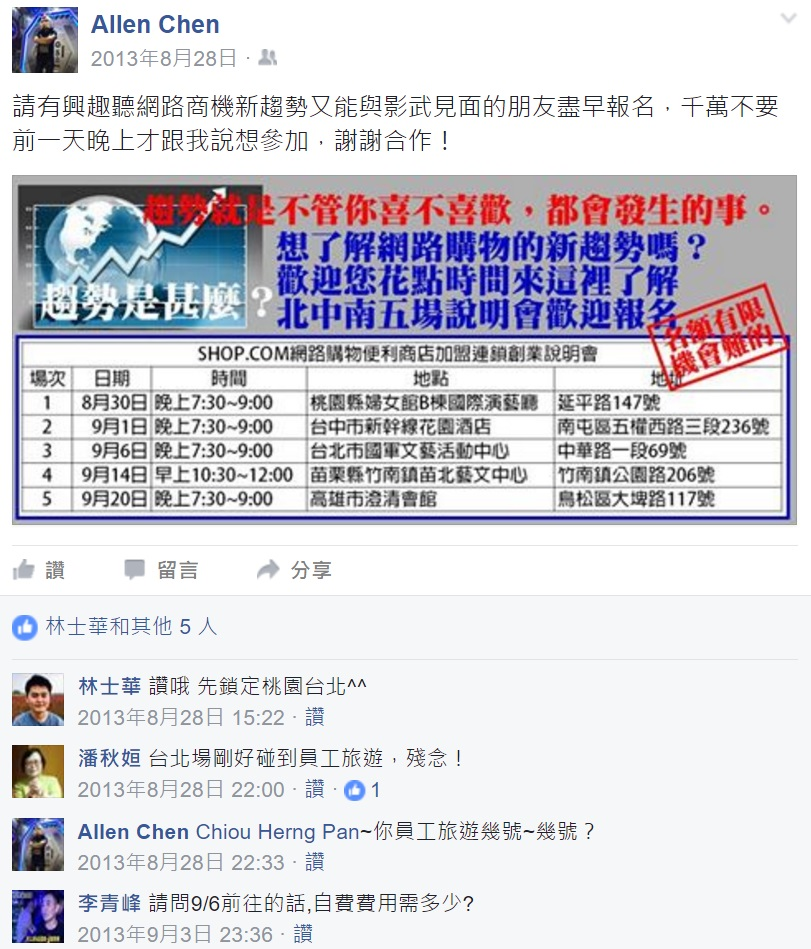 Allen Chen
2013年8月28日 ·
請有興趣聽網路商機新趨勢又能與影武見面的朋友盡早報名，千萬不要
前一天晚上才跟我說想參加，謝謝合作！
趨勢就是不管你喜不喜歡，都會發生的事。
想了解網路購物的新趨勢嗎？
歡迎您花點時間來這裡了解
趨勢是甚麼？
北中南五場說明會歡迎報名
名額有限
機會難的
SHOP.COM網路購物便利商店加盟連鎖創業說明會
場次 日期 時間 地點 地址
1 8月30日 晚上7:30~9:00 桃園縣婦女館B棟國際演藝廳 延平路147號
2 9月1日 晚上7:30~9:00 台中市新幹線花園酒店 南屯區五權西路三段236號
3 9月6日 晚上7:30~9:00 台北市國軍文藝活動中心 中華路一段69號
4 9月14日 早上10:30~12:00 苗栗縣竹南鎮苗北藝文中心 竹南鎮公園路206號
5 9月20日 晚上7:30~9:00 高雄市澄清會館 鳥松區大埤路117號
讚 留言 分享
林士華和其他 5 人
林士華 讚哦 先鎖定桃園台北^^
2013年8月28日 15:22 · 讚
潘秋姮 台北場剛好碰到員工旅遊，殘念！
2013年8月28日 22:00 · 讚 · 1
Allen Chen Chiou Herng Pan~你員工旅遊幾號~幾號？
2013年8月28日 22:33 · 讚
李青峰 請問9/6前往的話,自費費用需多少?
2013年9月3日 23:36 · 讚